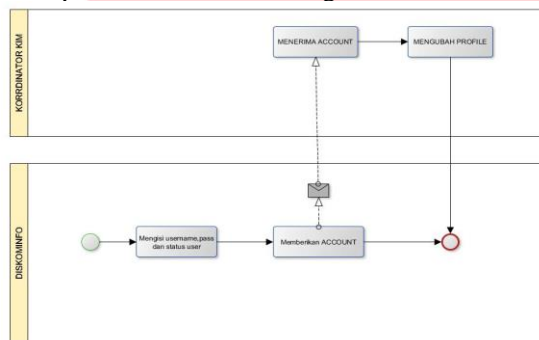 KORRDINATOR KIM
MENERIMA ACCOUNT
MENGUBAH PROFILE
DISKOMINFO
Mengisi username,pass
dan status user
Memberikan ACCOUNT